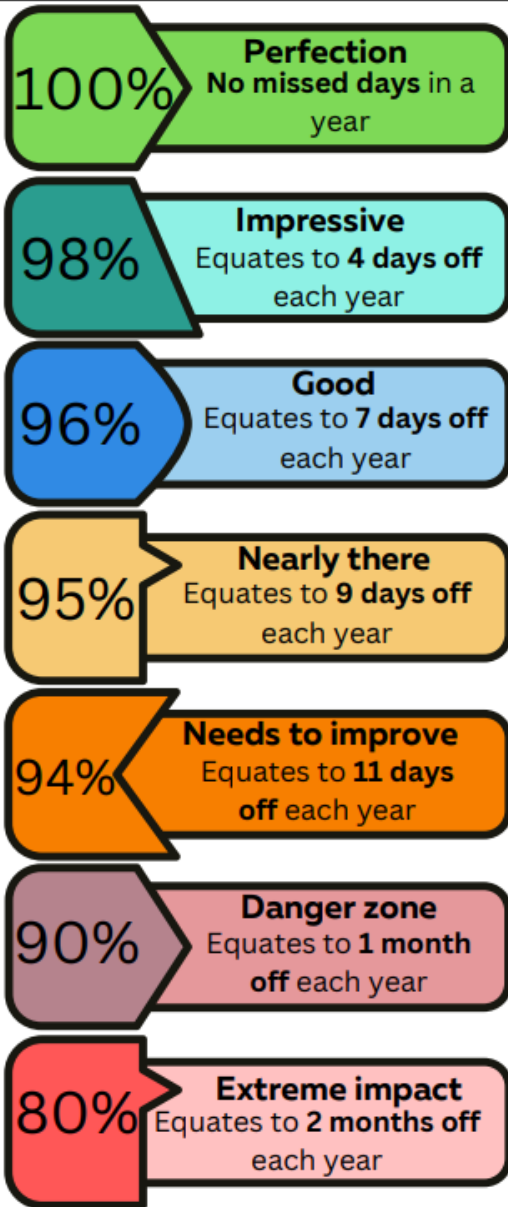 100%
Perfection
No missed days in a
year
98%
Impressive
Equates to 4 days off
each year
96%
Good
Equates to 7 days off
each year
95%
Nearly there
Equates to 9 days off
each year
94%
Needs to improve
Equates to 11 days
off each year
90%
Danger zone
Equates to 1 month
off each year
80%
Extreme impact
Equates to 2 months off
each year